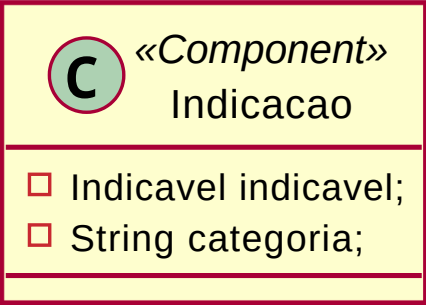 C
«Component»
Indicacao
Indicavel indicavel;
String categoria;